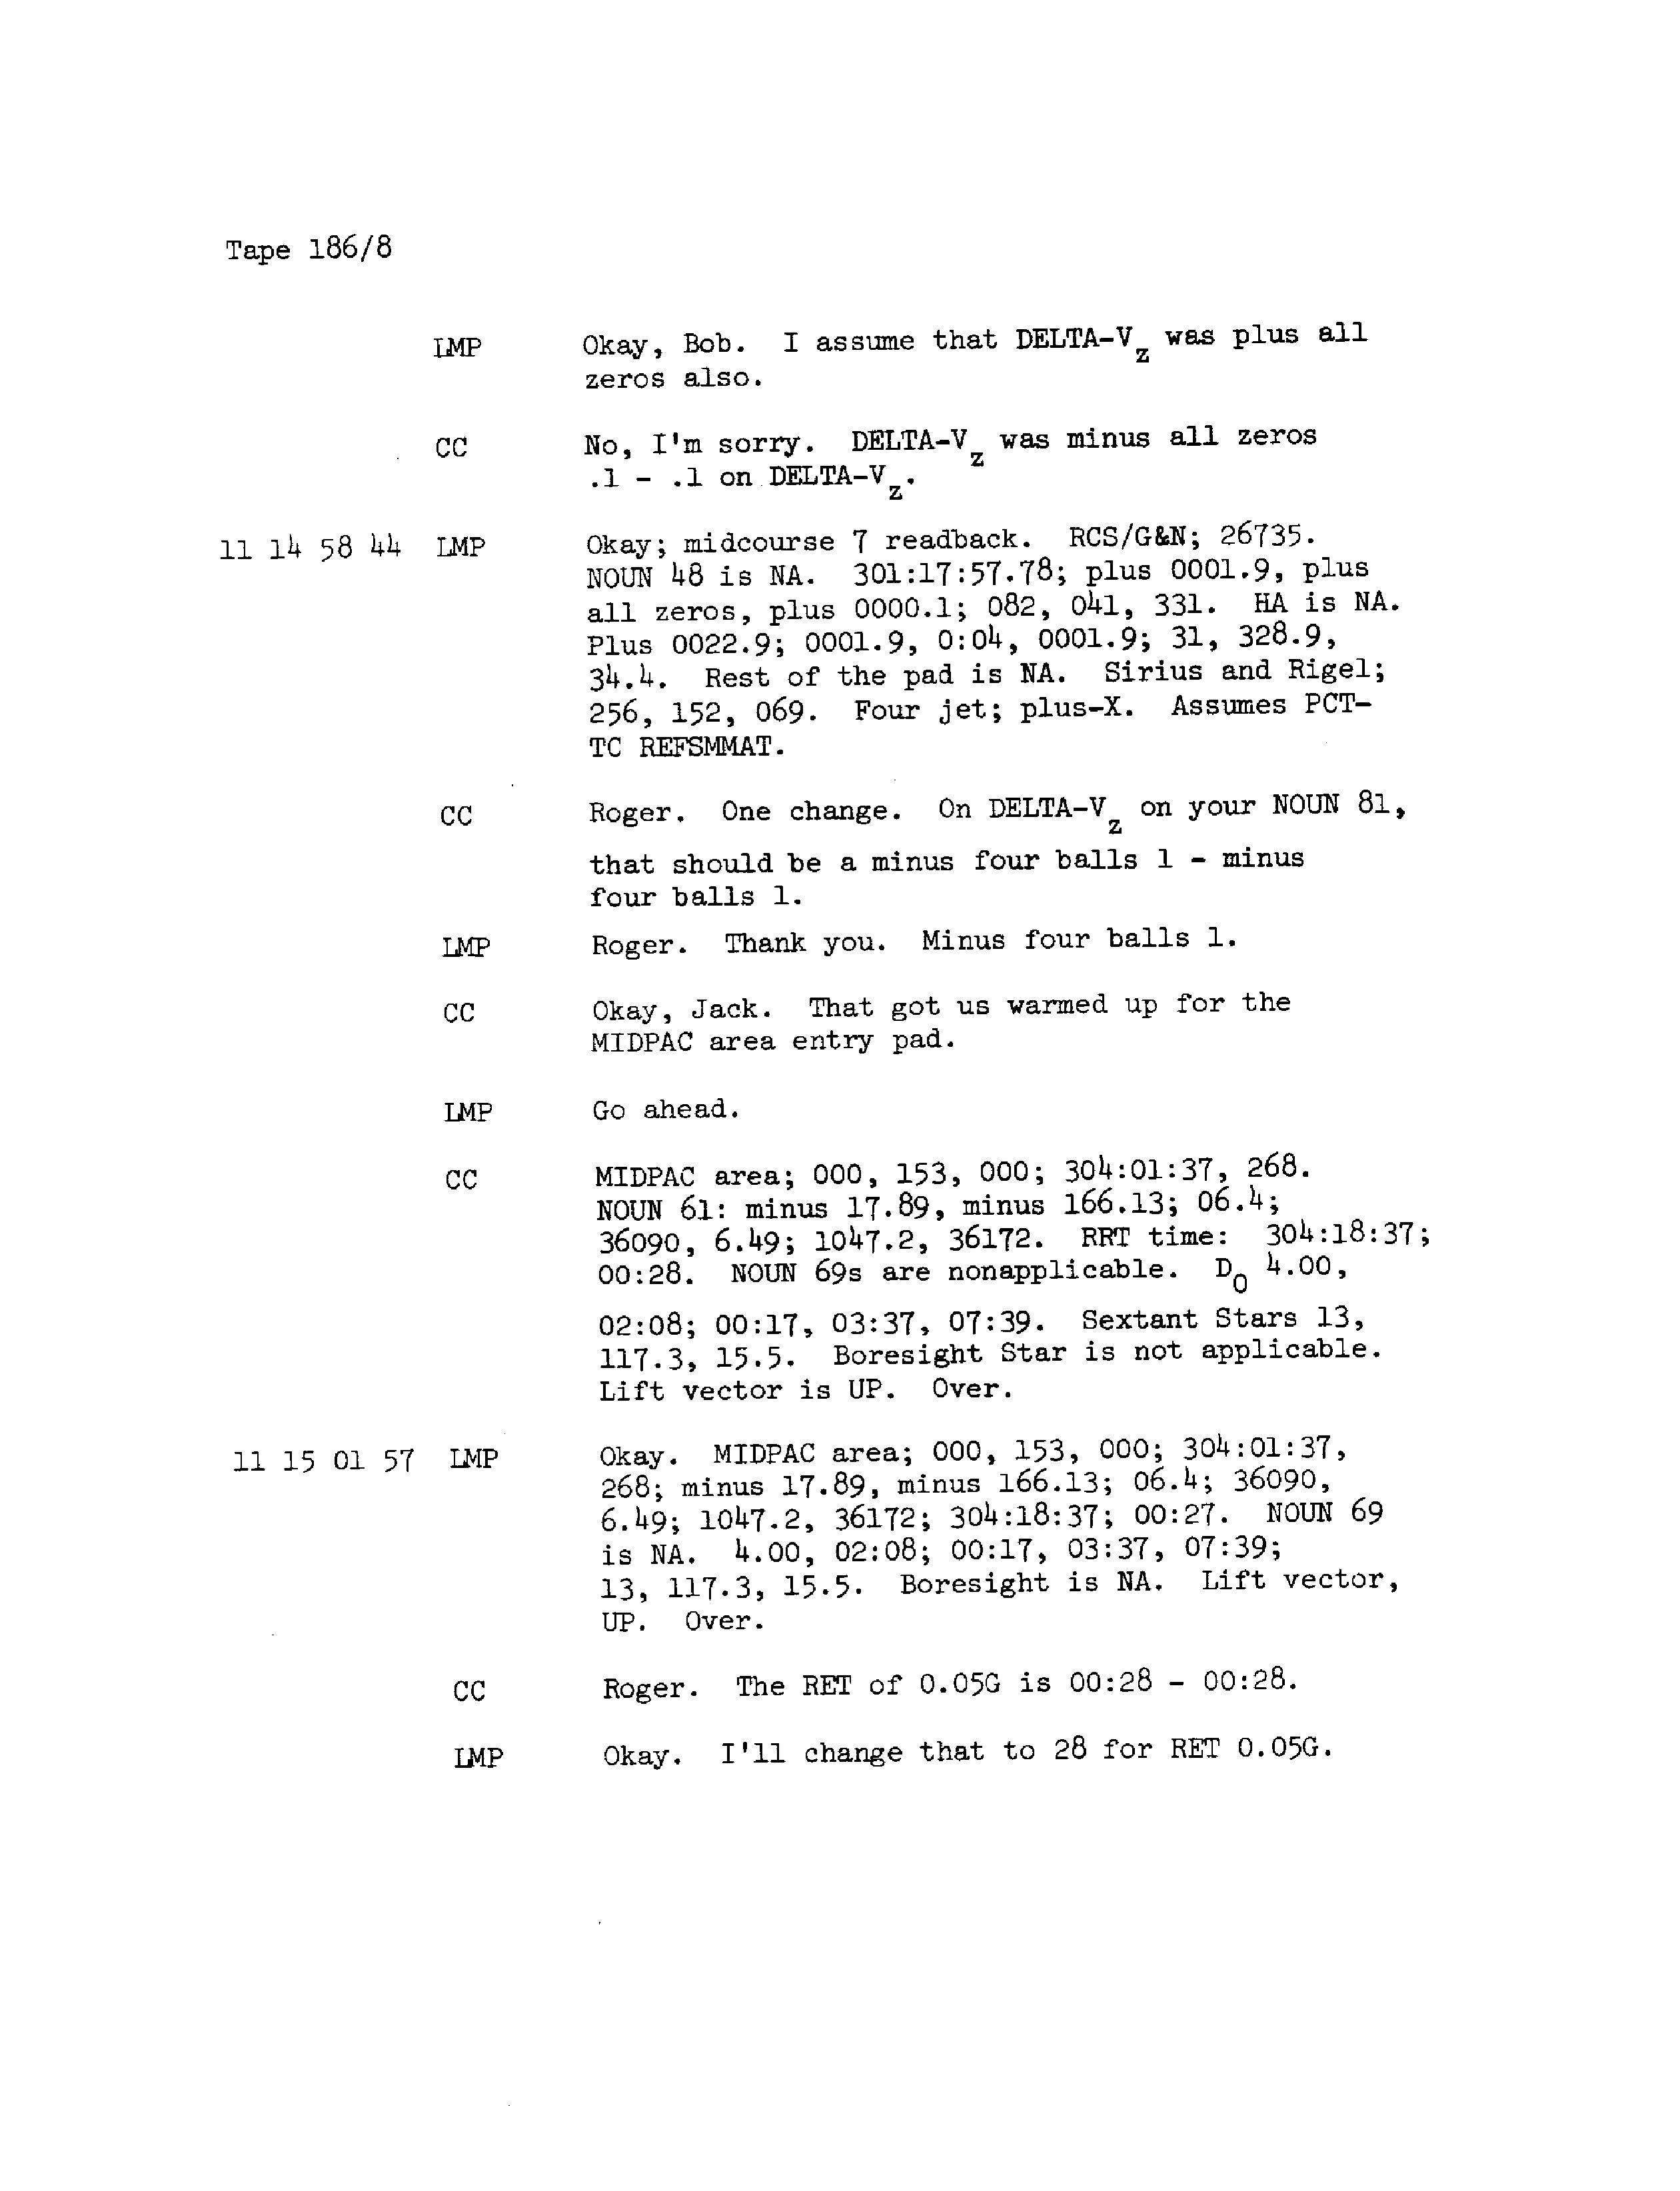 Tape 186/8
LMP Okay, Bob. I assume that DELTA-Vz was plus all
zeros also.
CC No, I'm sorry. DELTA-Vz was minus all zeros
.1 - .1 on DELTA-Vz.
11 14 58 44 LMP Okay; midcourse 7 readback. RCS/G&N; 26735.
NOUN 48 is NA. 301:17:57.78; plus 0001.9, plus
all zeros, plus 0000.1; 082, 041, 331. HA is NA.
Plus 0022.9; 0001.9, 0:04, 0001.9; 31, 328.9,
34.4. Rest of the pad is NA. Sirius and Rigel;
256, 152, 069. Four jet; plus-X. Assumes PCT-
TC REFSMMAT.
CC Roger. One change. On DELTA-Vz on your NOUN 81,
that should be a minus four balls 1 - minus
four balls 1.
LMP Roger. Thank you. Minus four balls 1.
CC Okay, Jack. That got us warmed up for the
MIDPAC area entry pad.
LMP Go ahead.
CC MIDPAC area; 000, 153, 000; 304:01:37, 268.
NOUN 61: minus 17.89, minus 166.13; 06.4;
36090, 6.49; 1047.2, 36172. RRT time: 304:18:37;
00:28. NOUN 69s are nonapplicable. DO 4.00,
02:08; 00:17, 03:37, 07:39. Sextant Stars 13,
117.3, 15.5. Boresight Star is not applicable.
Lift vector is UP. Over.
11 15 01 57 LMP Okay. MIDPAC area; 000, 153, 000; 304:01:37,
268; minus 17.89, minus 166.13; 06.4; 36090,
6.49; 1047.2, 36172; 304:18:37; 00:27. NOUN 69
is NA. 4.00, 02:08; 00:17, 03:37, 07:39;
13, 117.3, 15.5. Boresight is NA. Lift vector,
UP. Over.
CC Roger. The RET of 0.05G is 00:28 - 00:28.
LMP Okay. I'll change that to 28 for RET 0.05G.